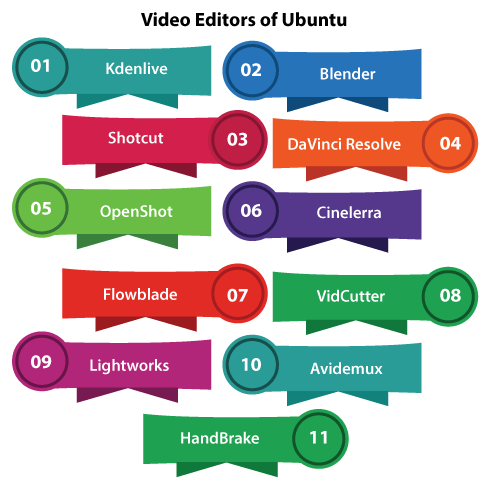 Video Editors of Ubuntu
01 Kdenlive
02 Blender
Shotcut 03
DaVinci Resolve 04
05 OpenShot
06 Cinelerra
Flowblade 07
VidCutter 08
09 Lightworks
10 Avidemux
HandBrake 11